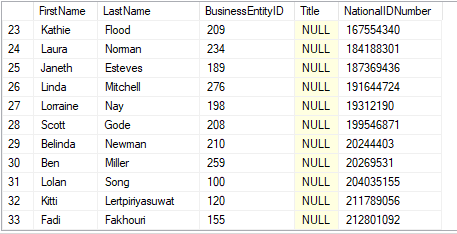 FirstName LastName BusinessEntityID Title NationalIDNumber
23 Kathie Flood 209 NULL 167554340
24 Laura Norman 234 NULL 184188301
25 Janeth Esteves 189 NULL 187369436
26 Linda Mitchell 276 NULL 191644724
27 Lorraine Nay 198 NULL 19312190
28 Scott Gode 208 NULL 199546871
29 Belinda Newman 210 NULL 20244403
30 Ben Miller 259 NULL 20269531
31 Lolan Song 100 NULL 204035155
32 Kitti Lertpiriyasuwat 120 NULL 211789056
33 Fadi Fakhouri 155 NULL 212801092